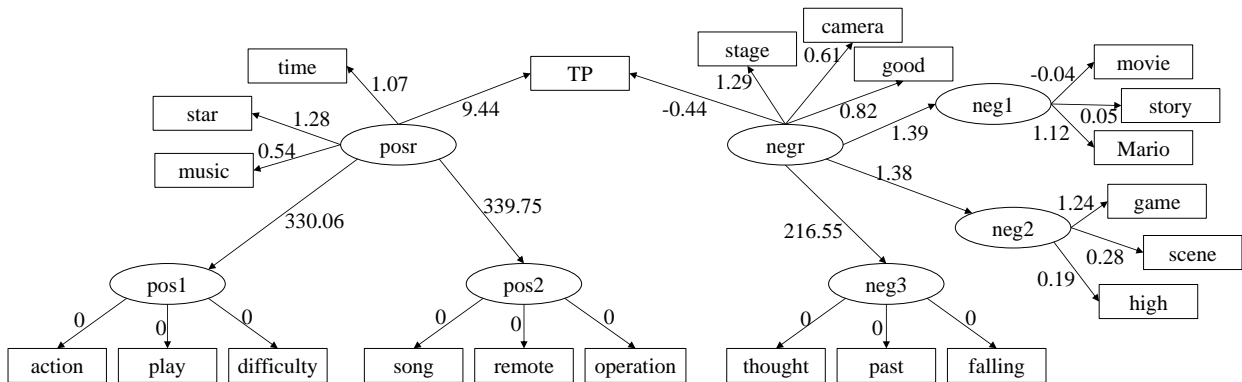 camera
stage
time
TP
good
movie
0.61
1.29
-0.04
1.07
neg1
story
star
9.44
-0.44
0.82
0.05
1.28
1.39
1.12
posr
negr
Mario
music
0.54
1.38
game
339.75
1.24
330.06
216.55
neg2
scene
0.28
0.19
pos1
pos2
neg3
high
0
0
0
0
0
0
0
0
0
action
play
difficulty
song
remote
operation
thought
past
falling